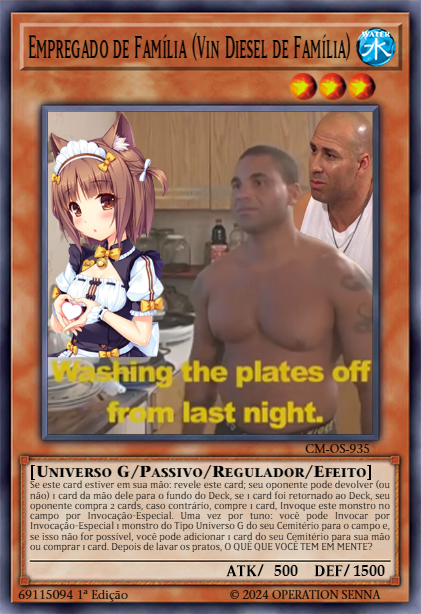 Empregado de Família (Vin Diesel de Família)
WATER
水
Washing the plates off
from last night.
CM-OS-935
[Universo G/Passivo/Regulador/Efeito]
Se este card estiver em sua mão: revele este card; seu oponente pode devolver (ou
não) 1 card da mão dele para o fundo do Deck, se 1 card foi retornado ao Deck, seu
oponente compra 2 cards, caso contrário, compre 1 card, Invoque este monstro no
campo por Invocação-Especial. Uma vez por tuno: você pode Invocar por
Invocação-Especial 1 monstro do Tipo Universo G do seu Cemitério para o campo e,
se isso não for possível, você pode adicionar 1 card do seu Cemitério para sua mão
ou comprar 1 card. Depois de lavar os pratos, O QUÊ QUE VOCÊ TEM EM MENTE?
ATK/ 500 DEF/1500
69115094 1ª Edição © 2024 OPERATION SENNA